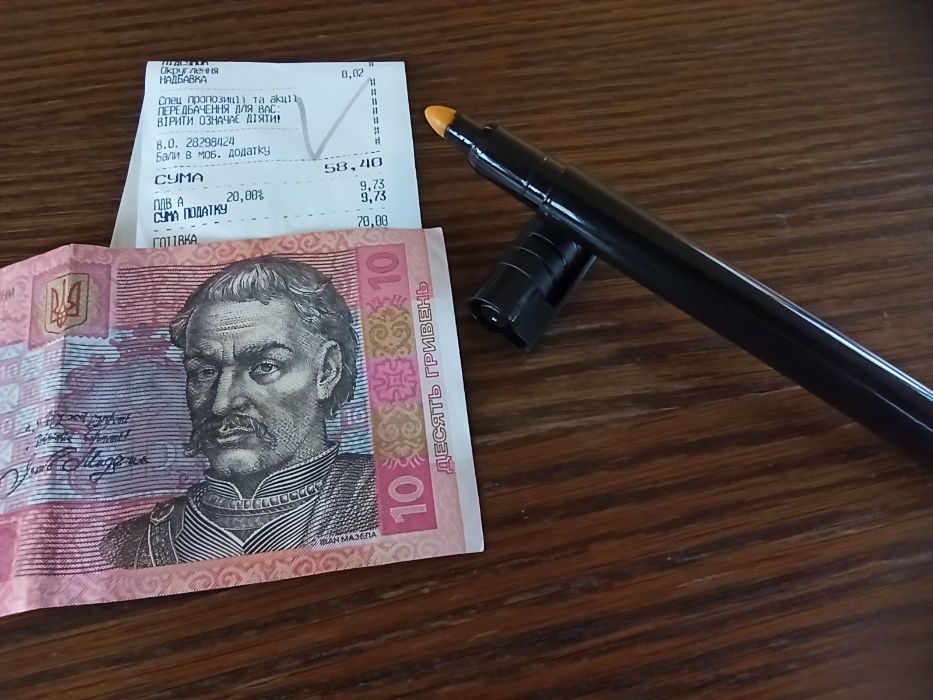 ПІДСУМОК
Округлення 0,02
НАДБАВКА
Спец пропозиції та акції
ПЕРЕДБАЧЕННЯ ДЛЯ ВАС:
ВІРИТИ ОЗНАЧАЄ ДІЯТИ!
В.О. 28298424
Бали в моб. додатку
СУМА 58,40
ПДВ А 20,00% 9,73
СУМА ПОДАТКУ 9,73
ГОТІВКА 70,00
10
ДЕСЯТЬ ГРИВЕНЬ
10
ІВАН МАЗЕПА